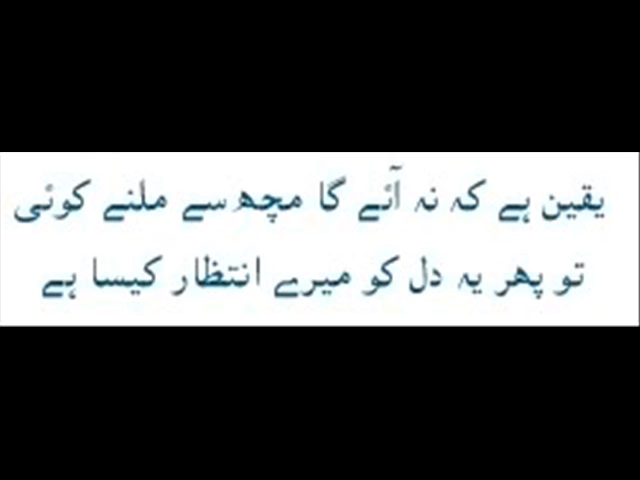 یقین ہے کہ نہ آئے گا مجھ سے ملنے کوئی
تو پھر یہ دل کو میرے انتظار کیسا ہے